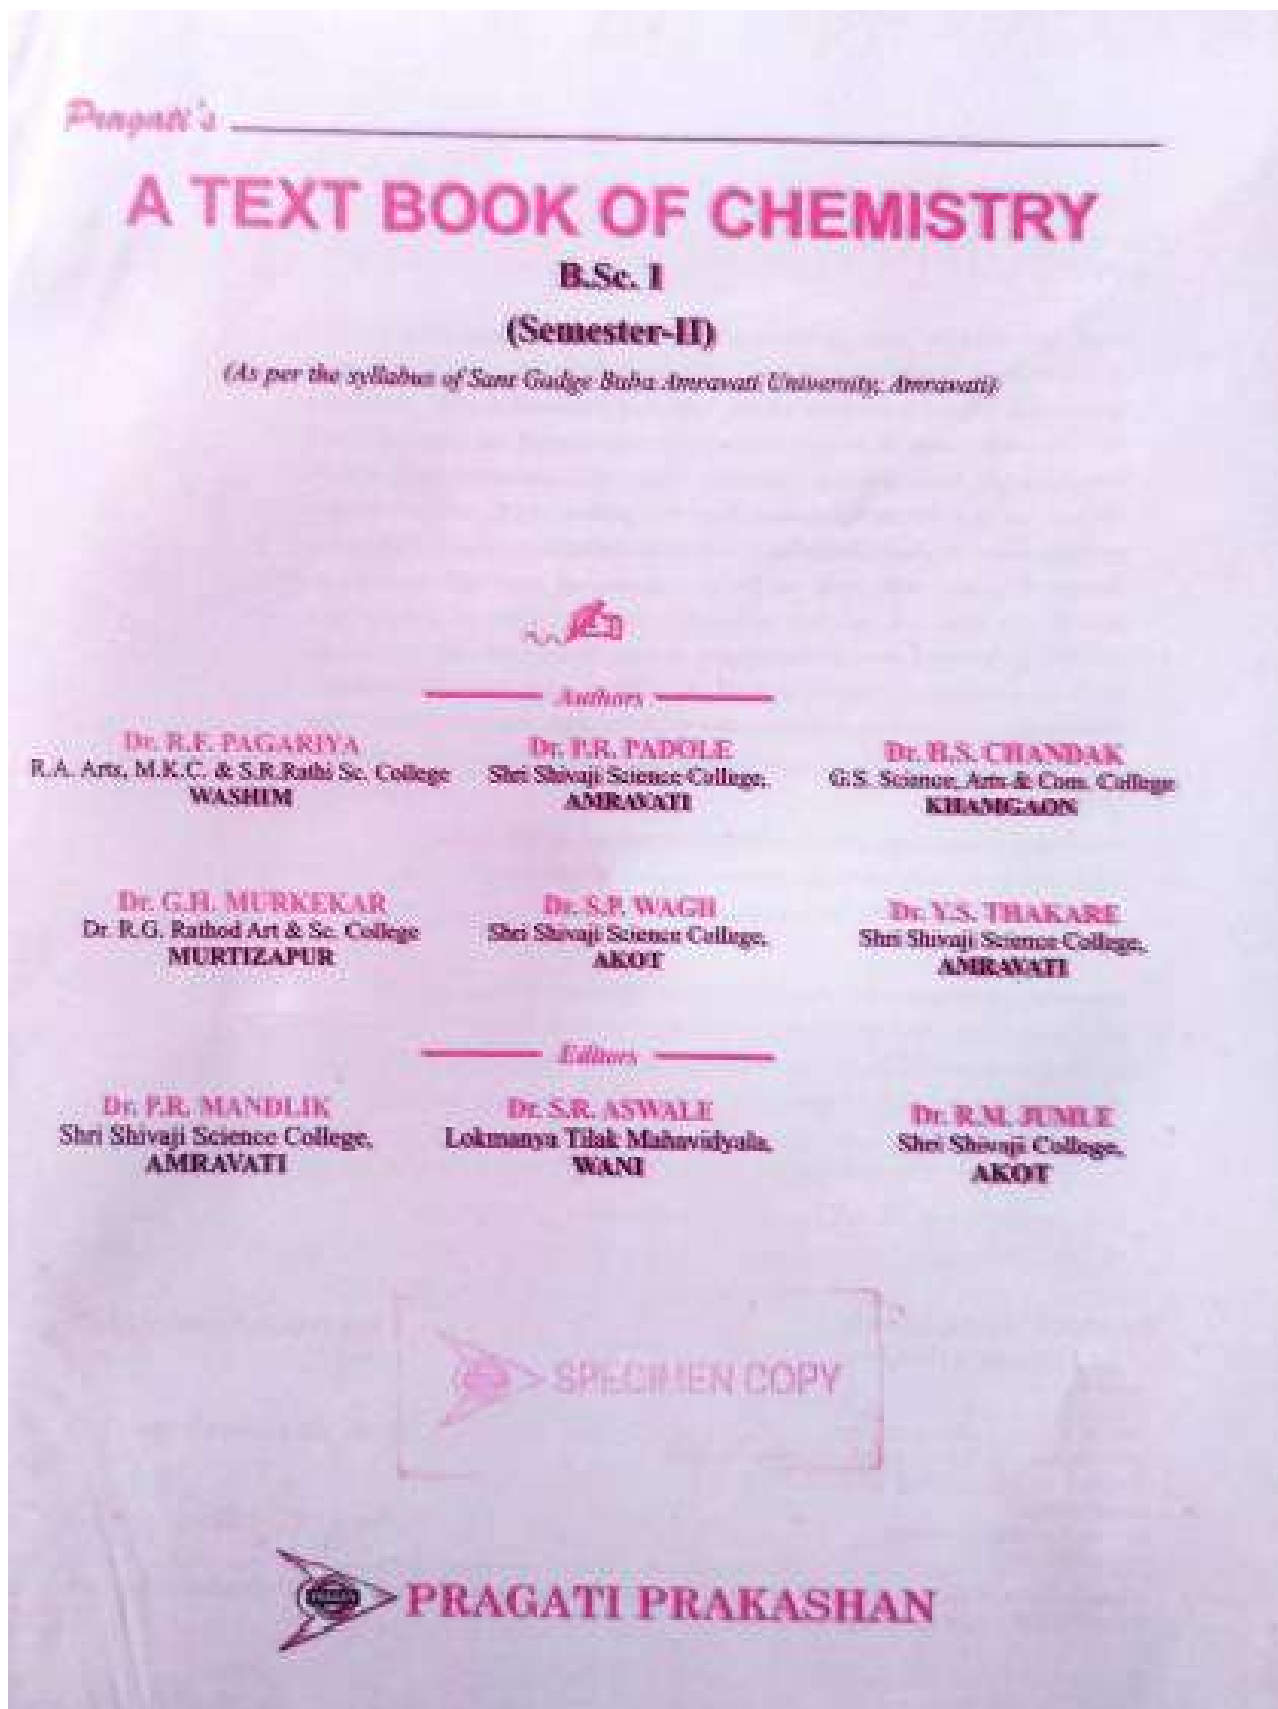 Pragati's
A TEXT BOOK OF CHEMISTRY
B.Sc. I
(Semester-II)
(As per the syllabus of Sant Gadge Baba Amravati University, Amravati)
Authors
Dr. R.F. PAGARIYA
R.A. Arts, M.K.C. & S.R.Rathi Sc. College
WASHIM
Dr. P.R. PADOLE
Shri Shivaji Science College,
AMRAVATI
Dr. H.S. CHANDAK
G.S. Science, Arts & Com. College
KHAMGAON
Dr. G.H. MURKEKAR
Dr. R.G. Rathod Art & Sc. College
MURTIZAPUR
Dr. S.P. WAGH
Shri Shivaji Science College,
AKOT
Dr. Y.S. THAKARE
Shri Shivaji Science College,
AMRAVATI
Editors
Dr. P.R. MANDLIK
Shri Shivaji Science College,
AMRAVATI
Dr. S.R. ASWALE
Lokmanya Tilak Mahavidyala,
WANI
Dr. R.M. JUMLE
Shri Shivaji College,
AKOT
SPECIMEN COPY
PRAGATI PRAKASHAN